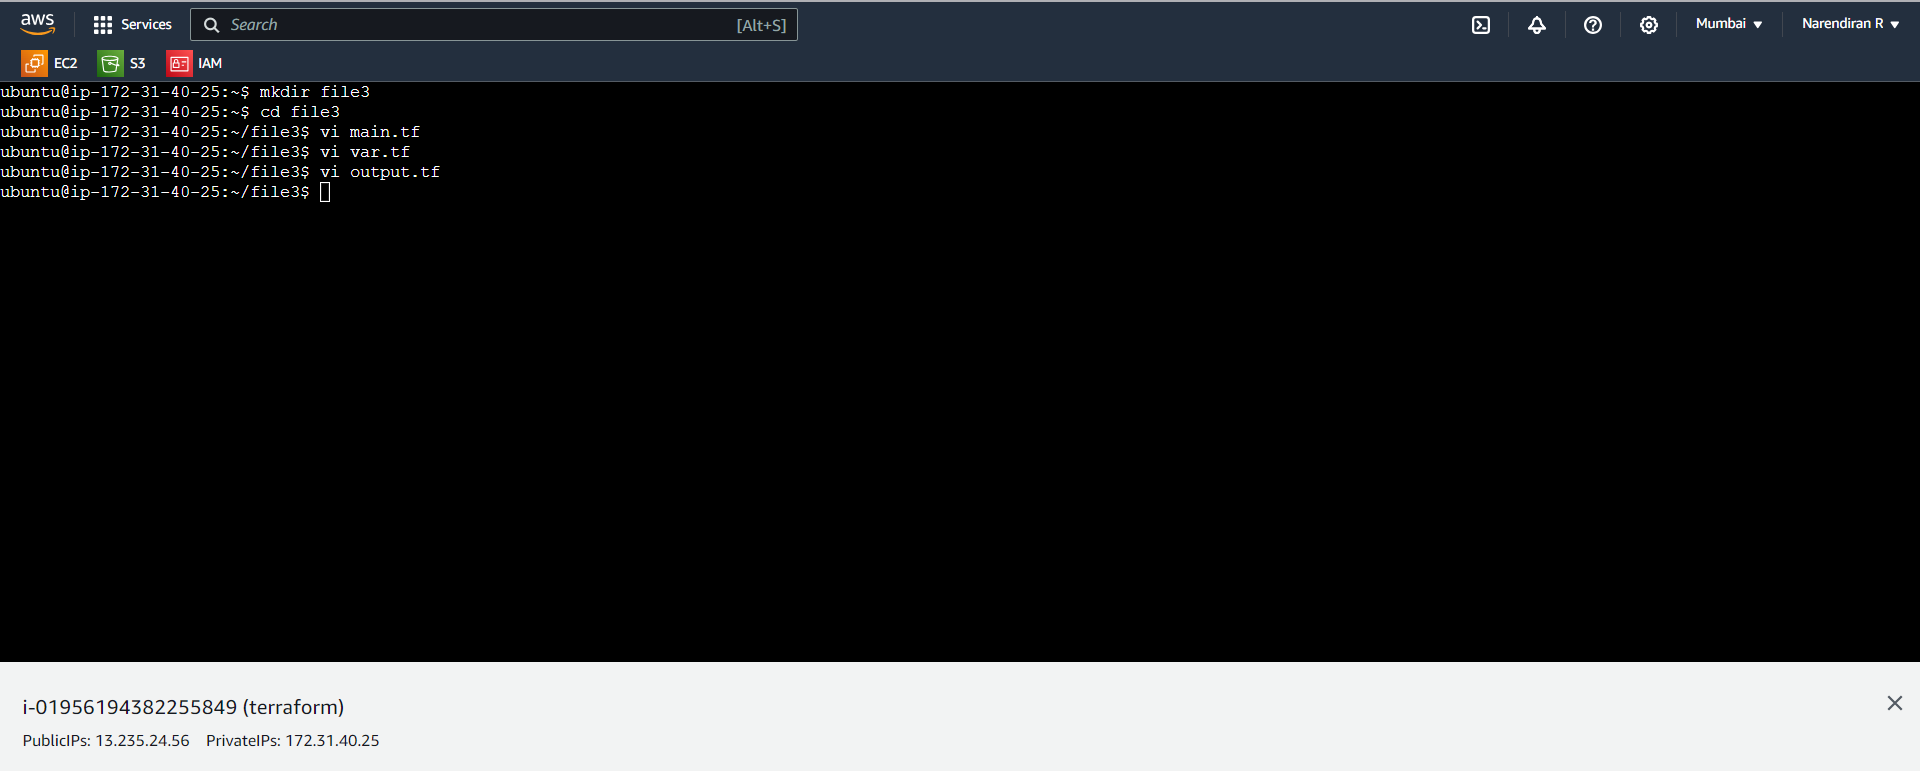 aws Services Search [Alt+S] Mumbai Narendiran R
EC2 S3 IAM
ubuntu@ip-172-31-40-25:~$ mkdir file3
ubuntu@ip-172-31-40-25:~$ cd file3
ubuntu@ip-172-31-40-25:~/file3$ vi main.tf
ubuntu@ip-172-31-40-25:~/file3$ vi var.tf
ubuntu@ip-172-31-40-25:~/file3$ vi output.tf
ubuntu@ip-172-31-40-25:~/file3$
i-01956194382255849 (terraform)
PublicIPs: 13.235.24.56 PrivateIPs: 172.31.40.25